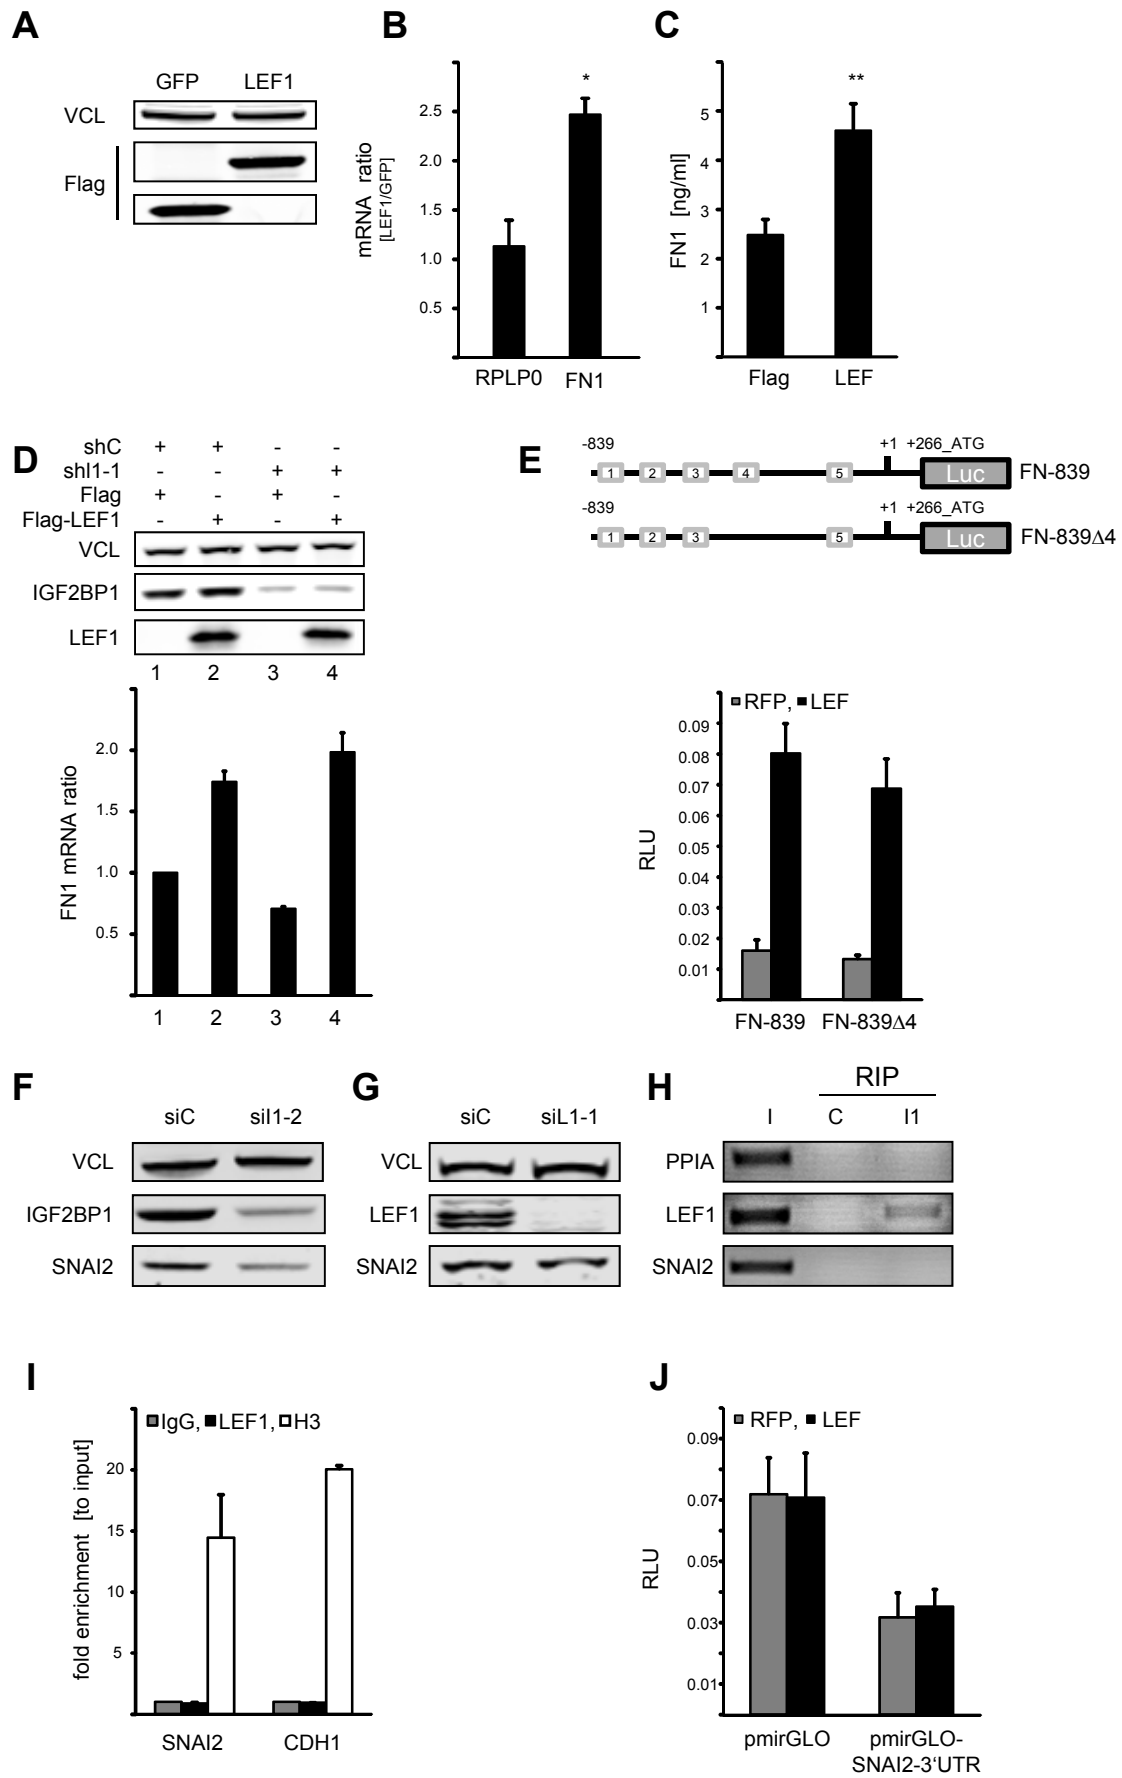 A
GFP LEF1
VCL
Flag
B
mRNA ratio
[LEF1/GFP]
2.5
2.0
1.5
1.0
0.5
*
RPLP0 FN1
C
FN1 [ng/ml]
5
4
3
2
1
**
Flag LEF
D
shC + + - -
shI1-1 - - + +
Flag + - + -
Flag-LEF1 - + - +
VCL
IGF2BP1
LEF1
1 2 3 4
FN1 mRNA ratio
2.0
1.5
1.0
0.5
1 2 3 4
E
-839 +1 +266_ATG
1 2 3 4 5 Luc FN-839
-839 +1 +266_ATG
1 2 3 5 Luc FN-839Δ4
RFP, LEF
RLU
0.09
0.08
0.07
0.06
0.05
0.04
0.03
0.02
0.01
FN-839 FN-839Δ4
F
siC siI1-2
VCL
IGF2BP1
SNAI2
G
siC siL1-1
VCL
LEF1
SNAI2
H
RIP
I C I1
PPIA
LEF1
SNAI2
I
IgG, LEF1, H3
fold enrichment [to input]
20
15
10
5
SNAI2 CDH1
J
RFP, LEF
RLU
0.09
0.07
0.05
0.03
0.01
pmirGLO pmirGLO-
SNAI2-3‘UTR